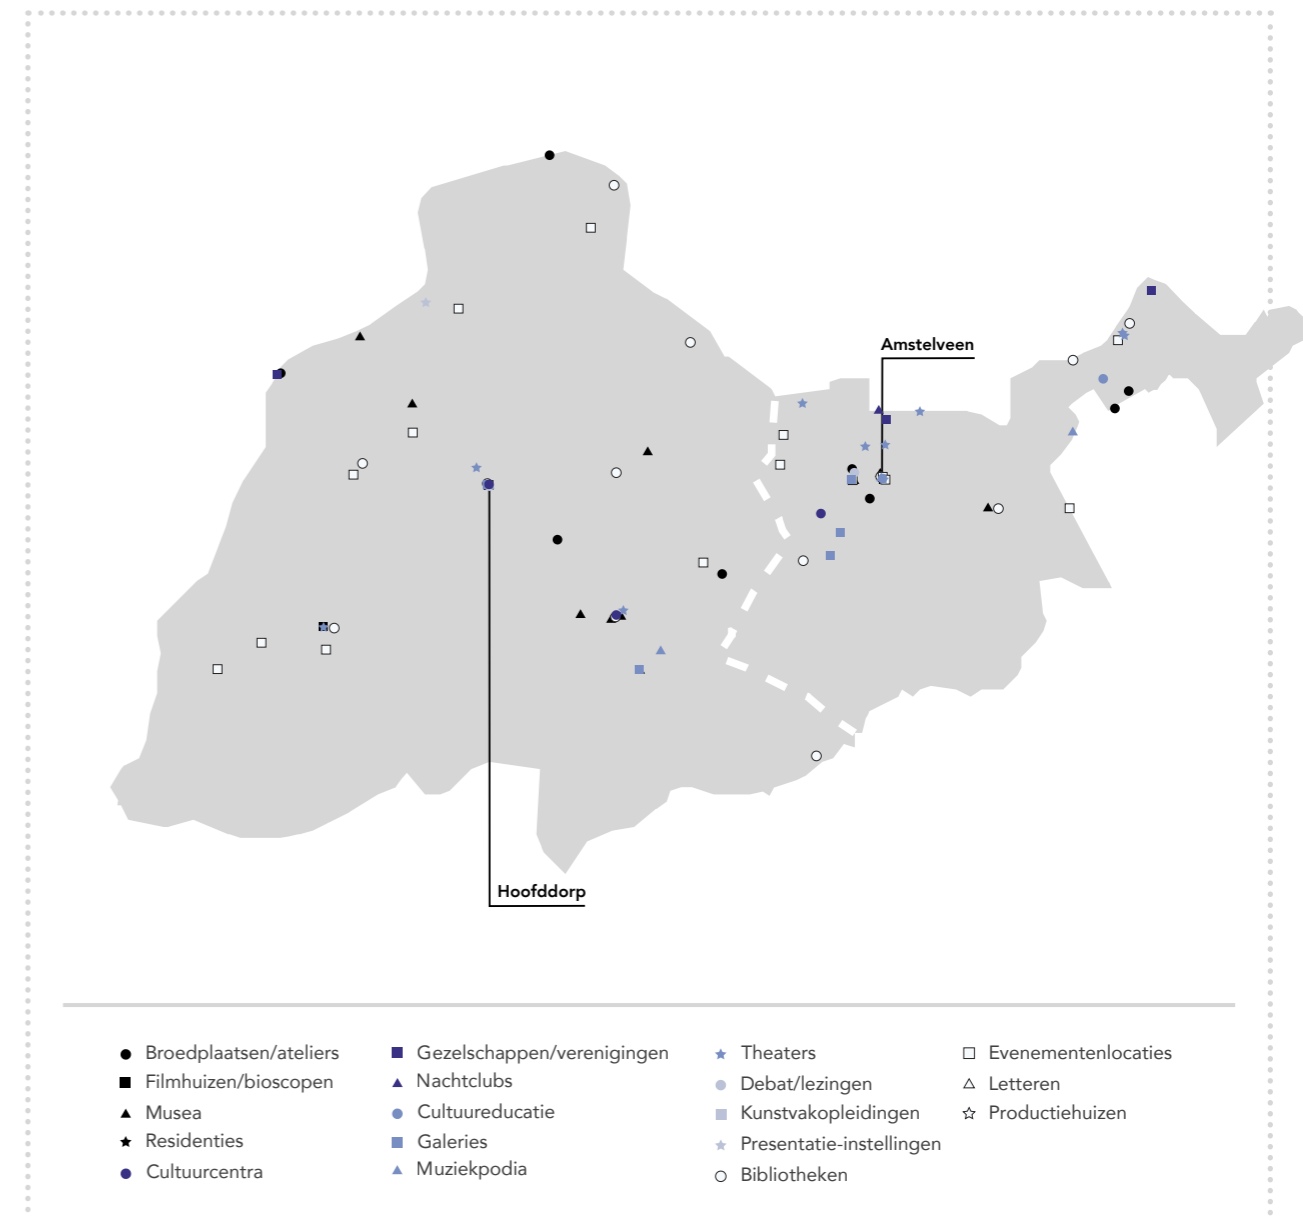 Amstelveen
Hoofddorp
Broedplaatsen/ateliers
Filmhuizen/bioscopen
Musea
Residenties
Cultuurcentra
Gezelschappen/verenigingen
Nachtclubs
Cultuureducatie
Galeries
Muziekpodia
Theaters
Debat/lezingen
Kunstvakopleidingen
Presentatie-instellingen
Bibliotheken
Evenementenlocaties
Letteren
Productiehuizen